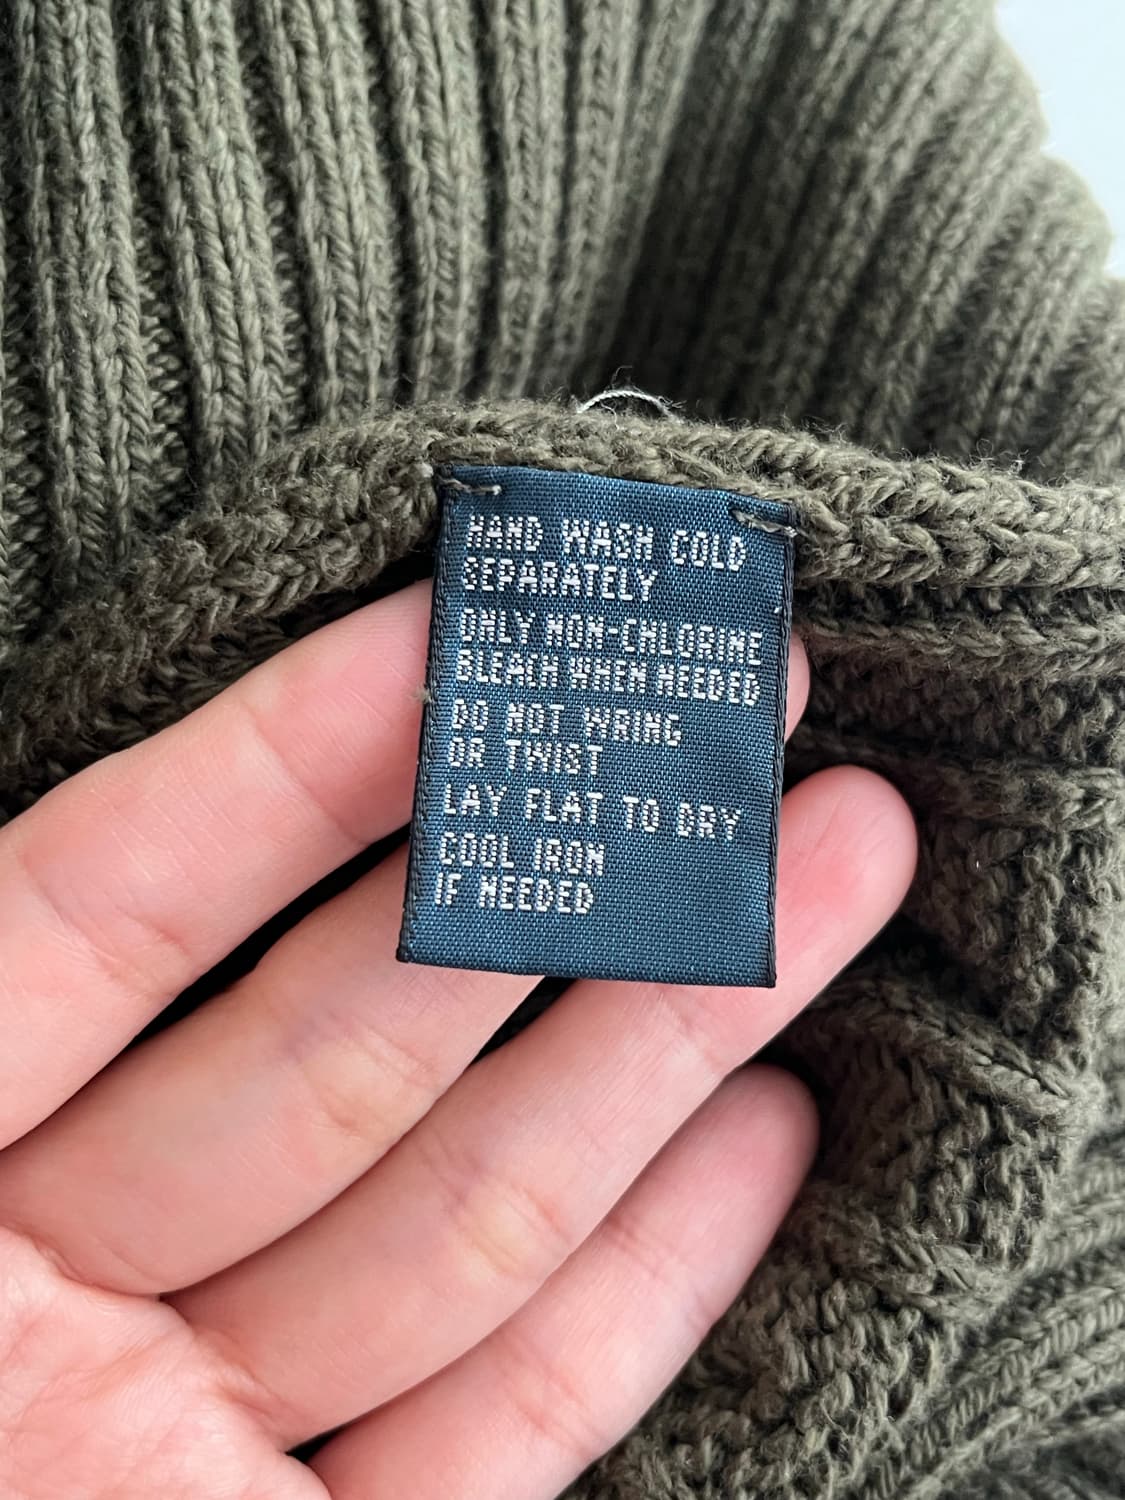 HAND WASH COLD
SEPARATELY
ONLY NON-CHLORINE
BLEACH WHEN NEEDED
DO NOT WRING
OR TWIST
LAY FLAT TO DRY
COOL IRON
IF NEEDED